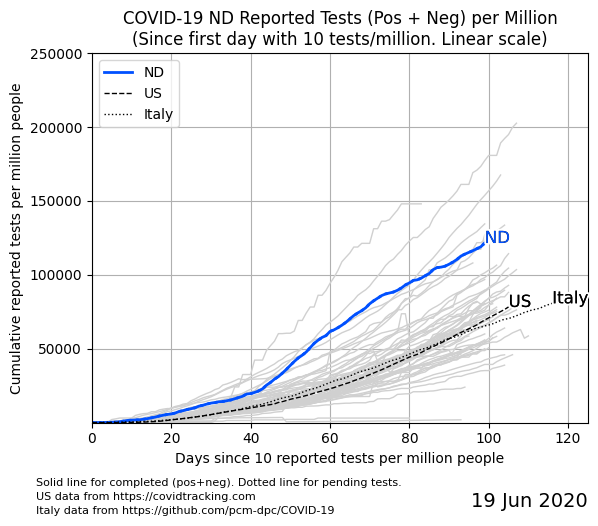 COVID-19 ND Reported Tests (Pos + Neg) per Million
(Since first day with 10 tests/million. Linear scale)
250000
200000
150000
100000
50000
Cumulative reported tests per million people
ND
US
Italy
ND
US
Italy
0 20 40 60 80 100 120
Days since 10 reported tests per million people
Solid line for completed (pos+neg). Dotted line for pending tests.
US data from https://covidtracking.com
Italy data from https://github.com/pcm-dpc/COVID-19
19 Jun 2020